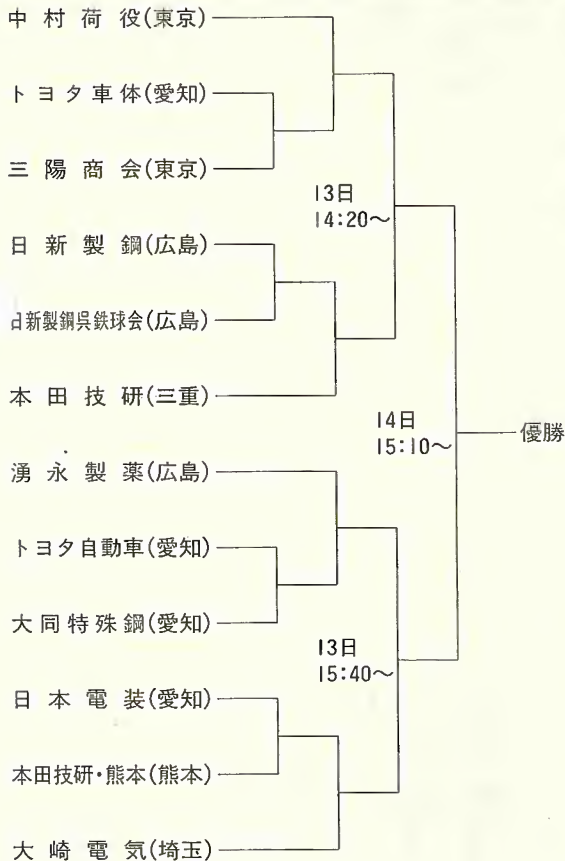 中村荷役(東京)
トヨタ車体(愛知)
三陽商会(東京)
13日
14:20～
日新製鋼(広島)
日新製鋼呉鉄球会(広島)
本田技研(三重)
14日
15:10～
優勝
湧永製薬(広島)
トヨタ自動車(愛知)
大同特殊鋼(愛知)
13日
15:40～
日本電装(愛知)
本田技研・熊本(熊本)
大崎電気(埼玉)